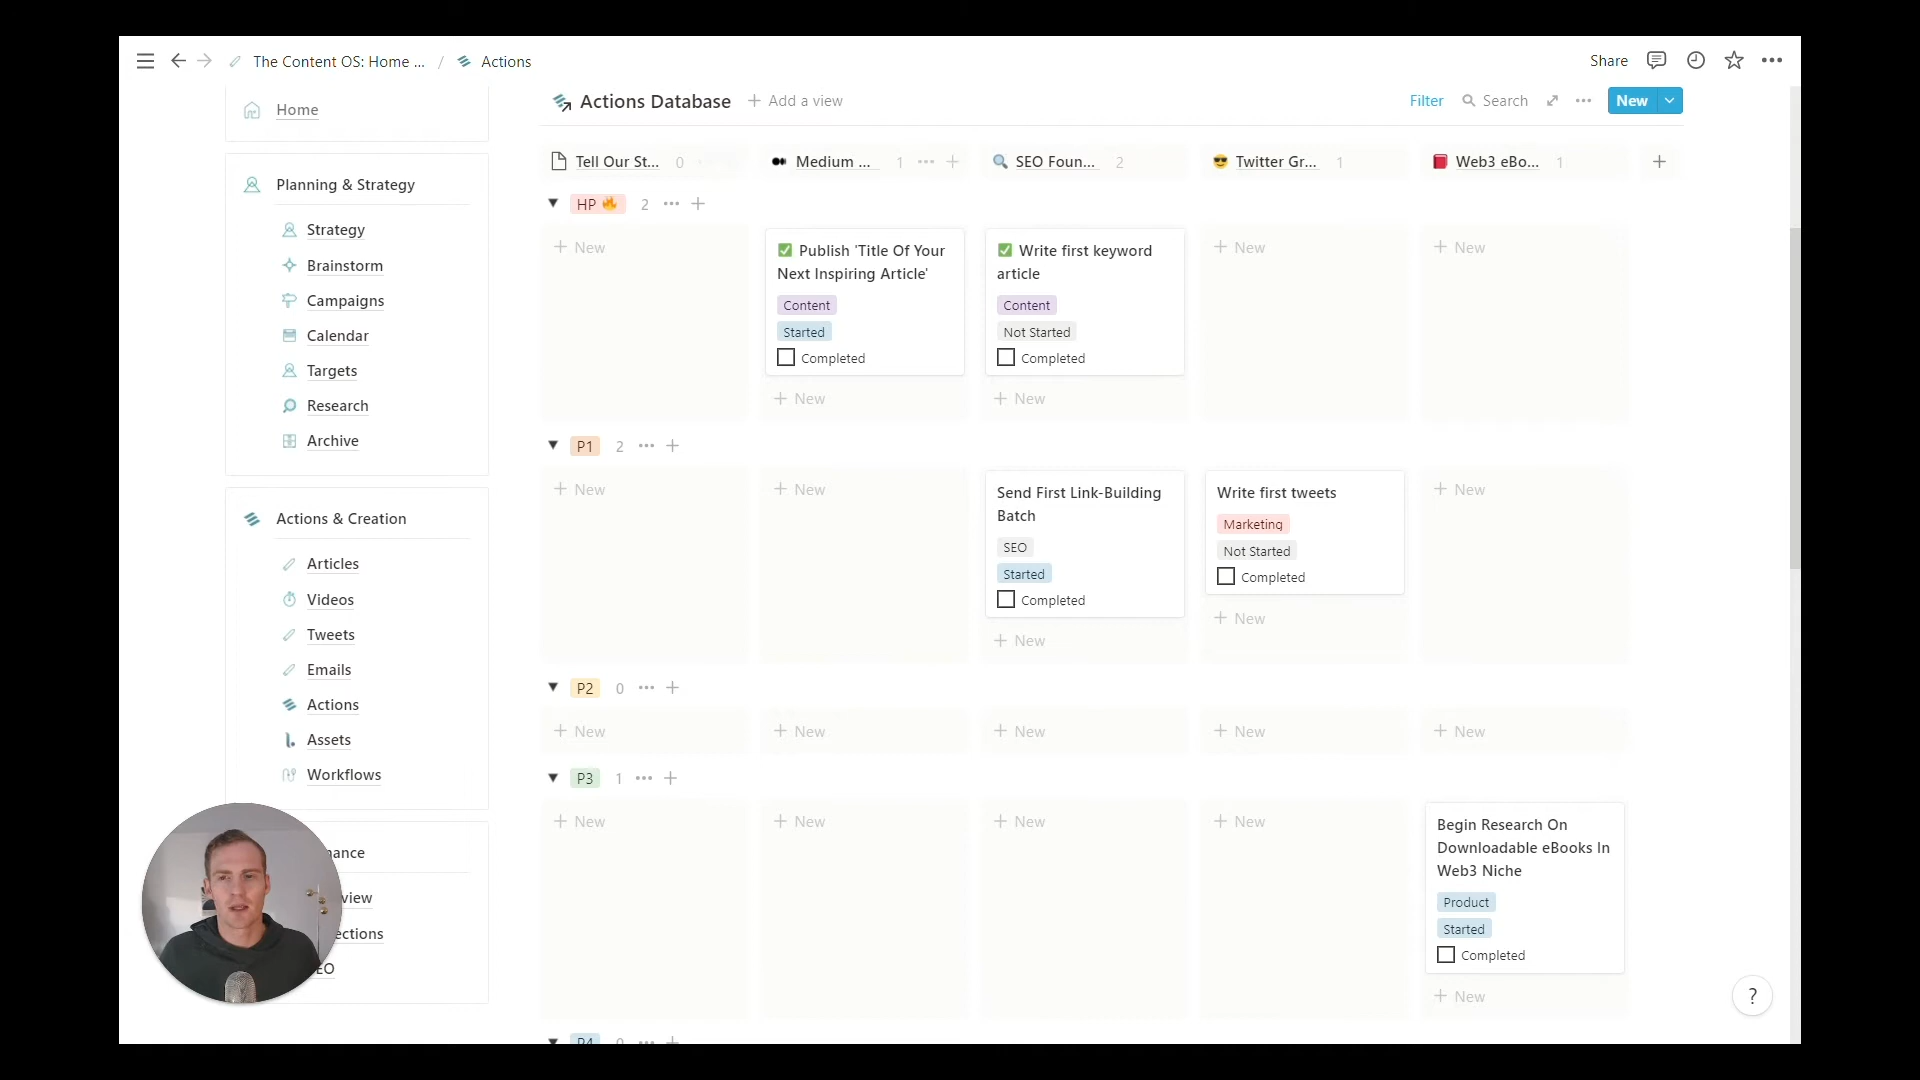 The Content OS: Home ... / Actions
Share
Home
Planning & Strategy
Strategy
Brainstorm
Campaigns
Calendar
Targets
Research
Archive
Actions & Creation
Articles
Videos
Tweets
Emails
Actions
Assets
Workflows
ance
view
ections
EO
Actions Database
+ Add a view
Filter
Search
New
Tell Our St... 0
Medium ... 1
SEO Foun... 2
Twitter Gr... 1
Web3 eBo... 1
HP 🔥 2
+ New
✅ Publish 'Title Of Your
Next Inspiring Article'
Content
Started
Completed
+ New
✅ Write first keyword
article
Content
Not Started
Completed
+ New
+ New
+ New
P1 2
+ New
+ New
Send First Link-Building
Batch
SEO
Started
Completed
+ New
Write first tweets
Marketing
Not Started
Completed
+ New
+ New
P2 0
+ New
+ New
+ New
+ New
+ New
P3 1
+ New
+ New
+ New
+ New
Begin Research On
Downloadable eBooks In
Web3 Niche
Product
Started
Completed
+ New
P4 0
?